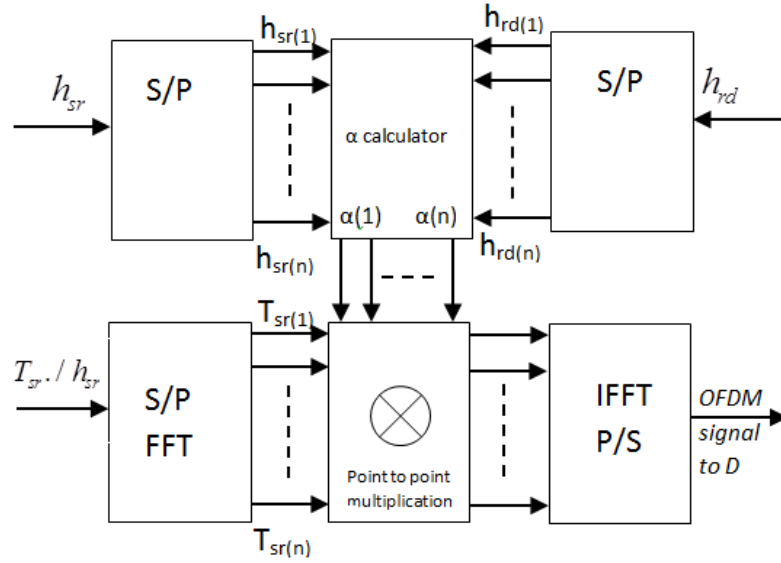 h_sr(1)
h_rd(1)
h_sr
S/P
α calculator
S/P
h_rd
α(1) α(n)
h_sr(n)
h_rd(n)
T_sr(1)
T_sr./h_sr
S/P
FFT
IFFT
P/S
OFDM
signal
to D
Point to point
multiplication
T_sr(n)